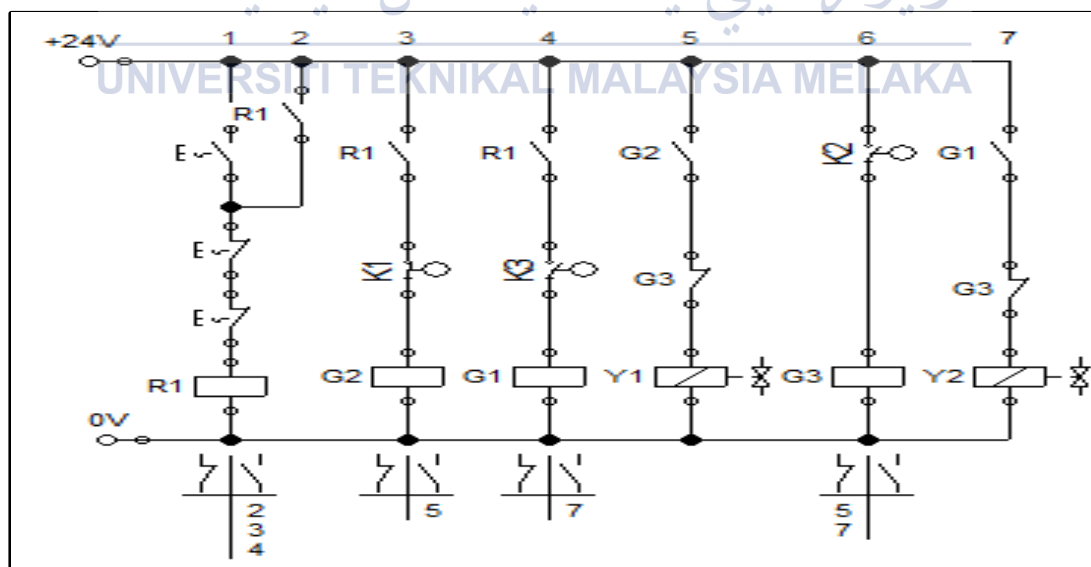 +24V 1 2 3 4 5 6 7
UNIVERSITI TEKNIKAL MALAYSIA MELAKA
R1
E R1 R1 G2 K2 G1
E K1 K3 G3 G3
E
R1 G2 G1 Y1 G3 Y2
0V
2 5 7 5
3 7
4